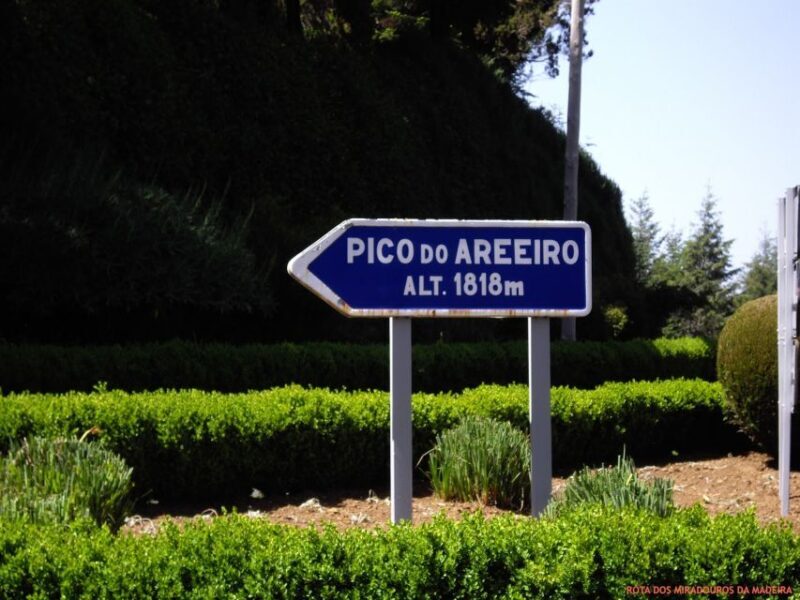 PICO DO AREEIRO
ALT. 1818m
ROTA DOS MIRADOUROS DA MADEIRA